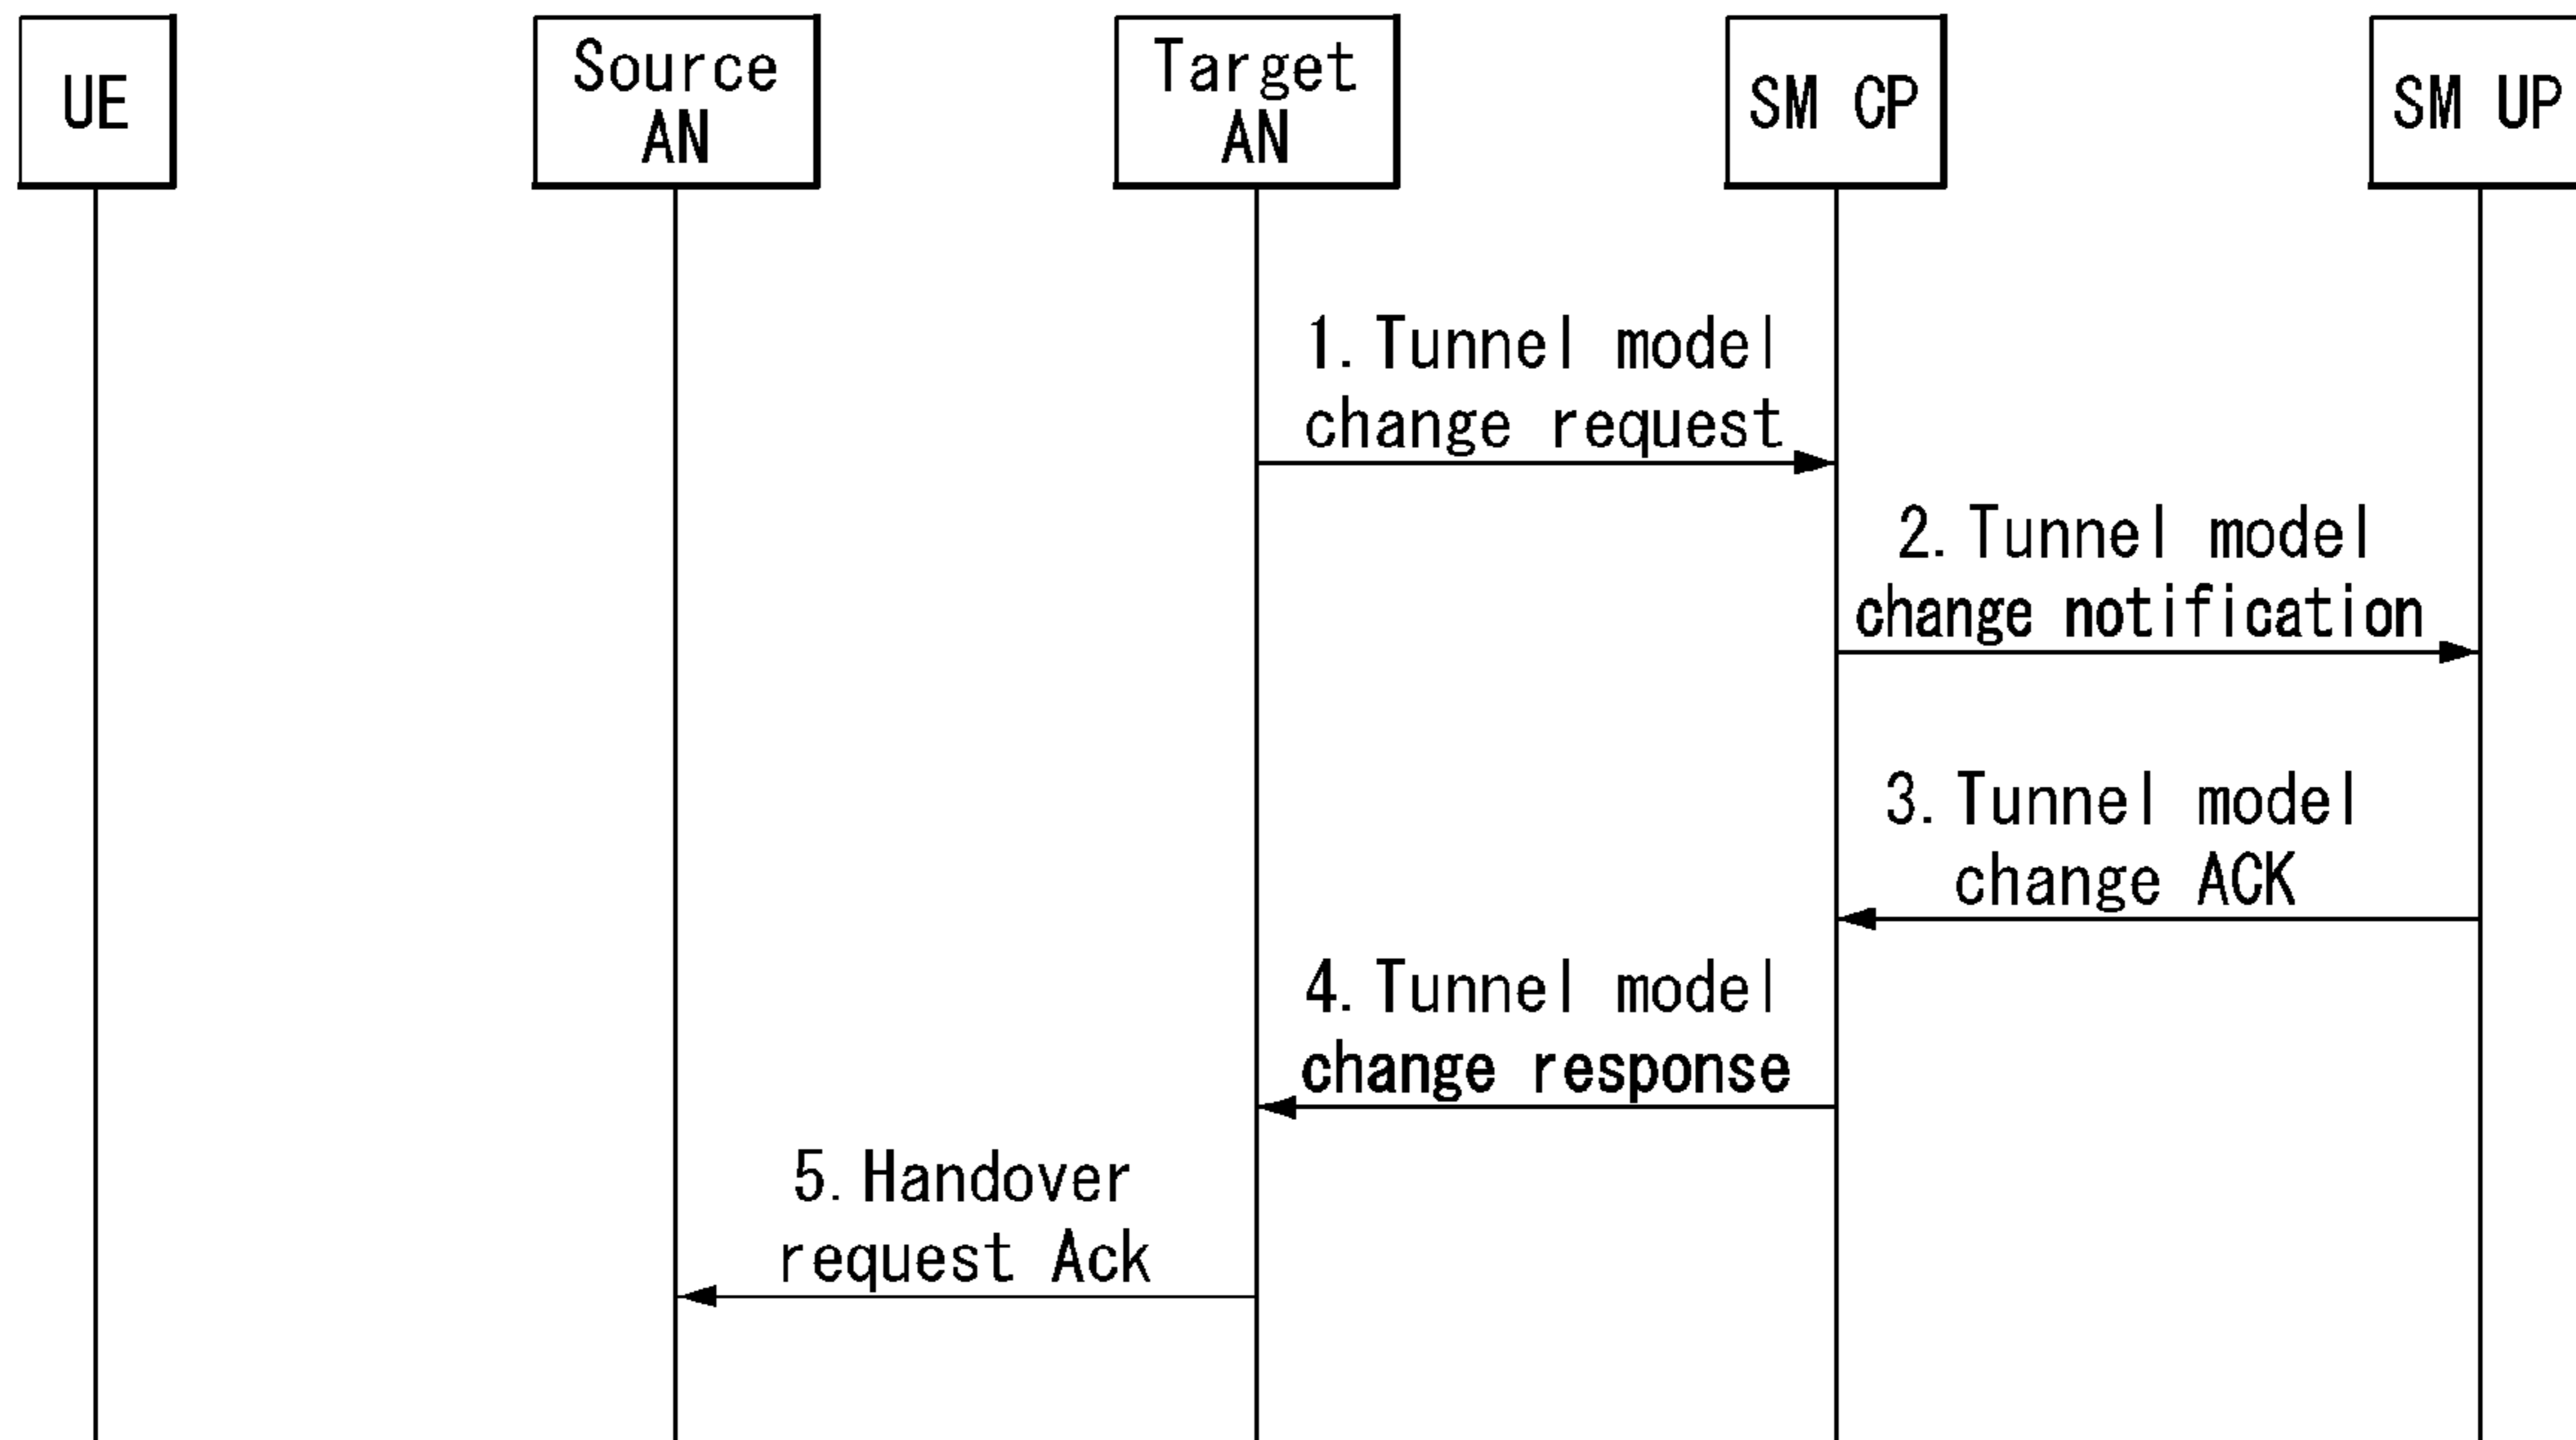 UE
Source
AN
Target
AN
SM CP
SM UP
1. Tunnel model
change request
2. Tunnel model
change notification
3. Tunnel model
change ACK
4. Tunnel model
change response
5. Handover
request Ack